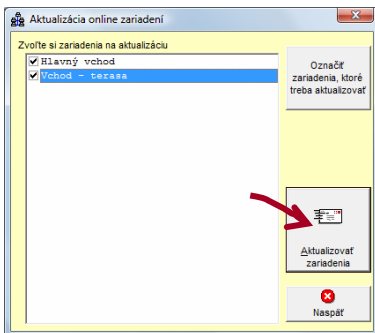 Aktualizácia online zariadení
Zvoľte si zariadenia na aktualizáciu
Hlavný vchod
Vchod - terasa
Označiť
zariadenia, ktoré
treba aktualizovať
Aktualizovať
zariadenia
Naspäť